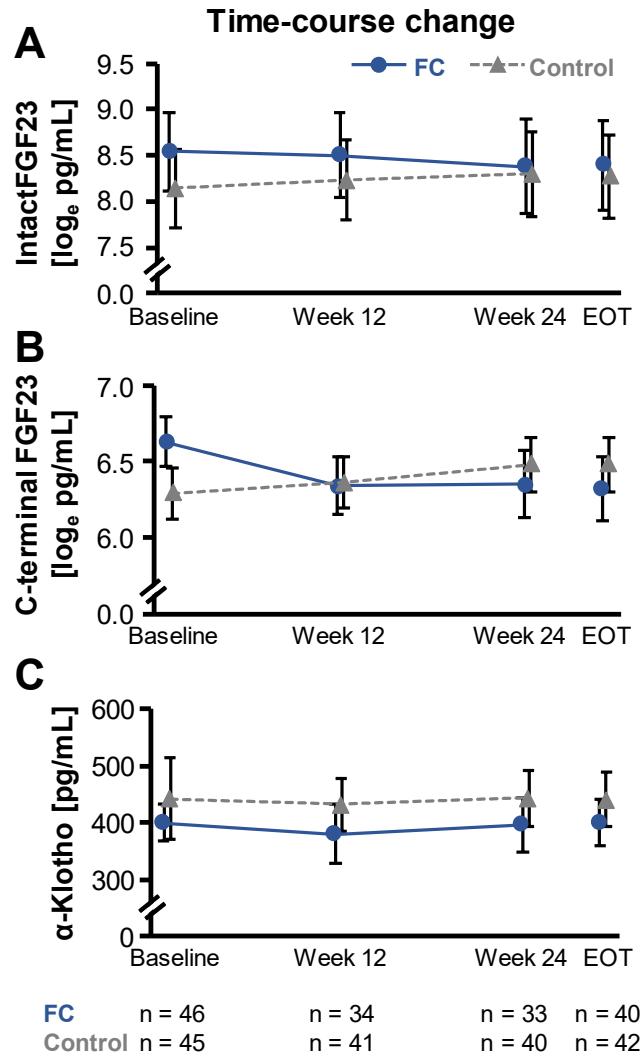 Time-course change
A
FC
Control
IntactFGF23
[logₑ pg/mL]
9.5
9.0
8.5
8.0
7.5
0.0
Baseline Week 12 Week 24 EOT
B
C-terminal FGF23
[logₑ pg/mL]
7.0
6.5
6.0
0.0
Baseline Week 12 Week 24 EOT
C
α-Klotho [pg/mL]
600
500
400
300
0
Baseline Week 12 Week 24 EOT
FC n = 46 n = 34 n = 33 n = 40
Control n = 45 n = 41 n = 40 n = 42